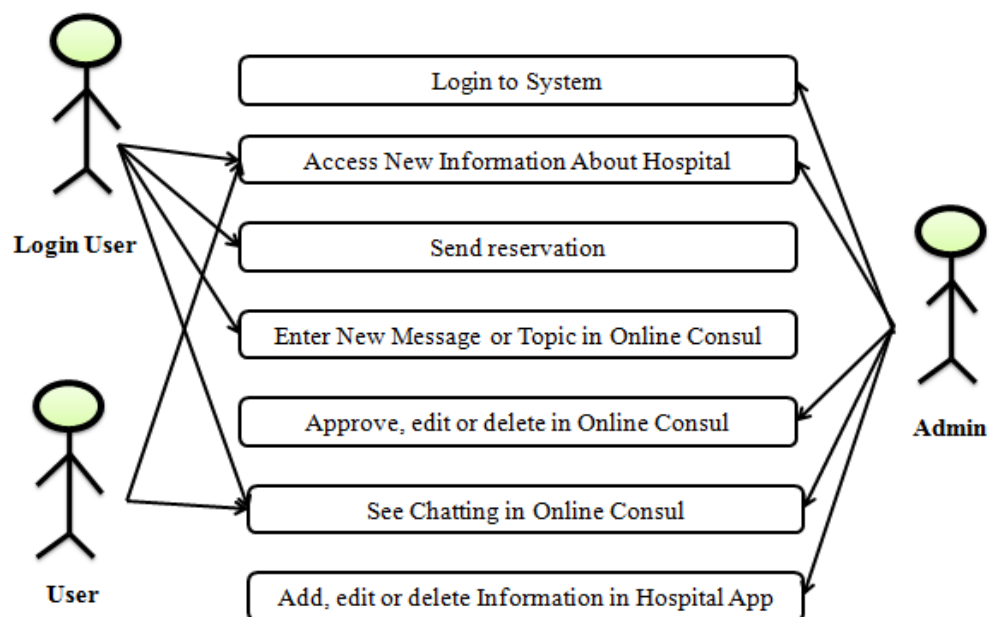 Login to System
Access New Information About Hospital
Login User
Send reservation
Enter New Message or Topic in Online Consul
Approve, edit or delete in Online Consul
Admin
See Chatting in Online Consul
User
Add, edit or delete Information in Hospital App